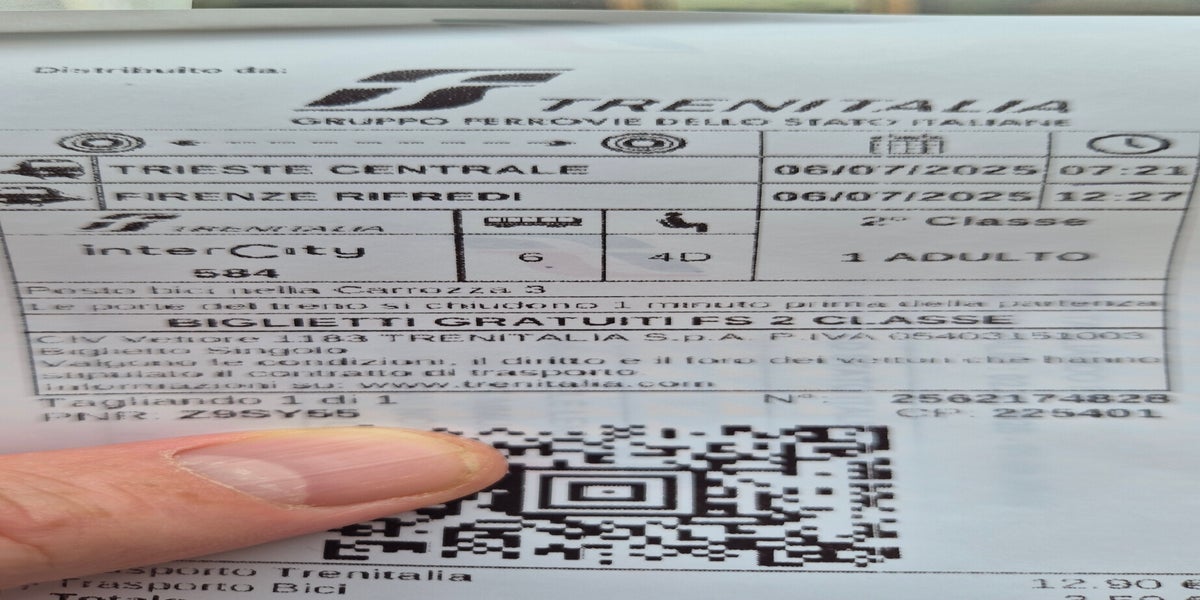 Distribuito da:
TRENITALIA
GRUPPO FERROVIE DELLO STATO ITALIANE
TRIESTE CENTRALE 06/07/2025 07:21
FIRENZE RIFREDI 06/07/2025 12:27
TRENITALIA 2° Classe
InterCity 6 4D 1 ADULTO
584
Posto bici nella Carrozza 3
Le porte del treno si chiudono 1 minuto prima della partenza
BIGLIETTI GRATUITI FS 2 CLASSE
CIV Vettore 1183 TRENITALIA S.p.A. P.IVA 05403151003
Biglietto Singolo
Valgono le condizioni, il diritto e il foro dei vettori che hanno
stipulato il contratto di trasporto
Informazioni su: www.trenitalia.com
Tagliando 1 di 1 N°: 2562174828
PNR: Z9SY55 CP: 225401
Trenitalia 12.90 €
Trasporto Bici 3.50
Totale